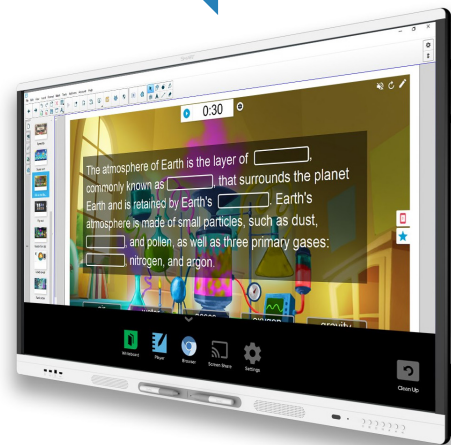 0:30
The atmosphere of Earth is the layer of ,
commonly known as , that surrounds the planet
Earth and is retained by Earth's . Earth's
atmosphere is made of small particles, such as dust,
, and pollen, as well as three primary gases:
, nitrogen, and argon.
water gases oxygen gravity
Whiteboard Player Browser Screen Share Settings
Clean Up